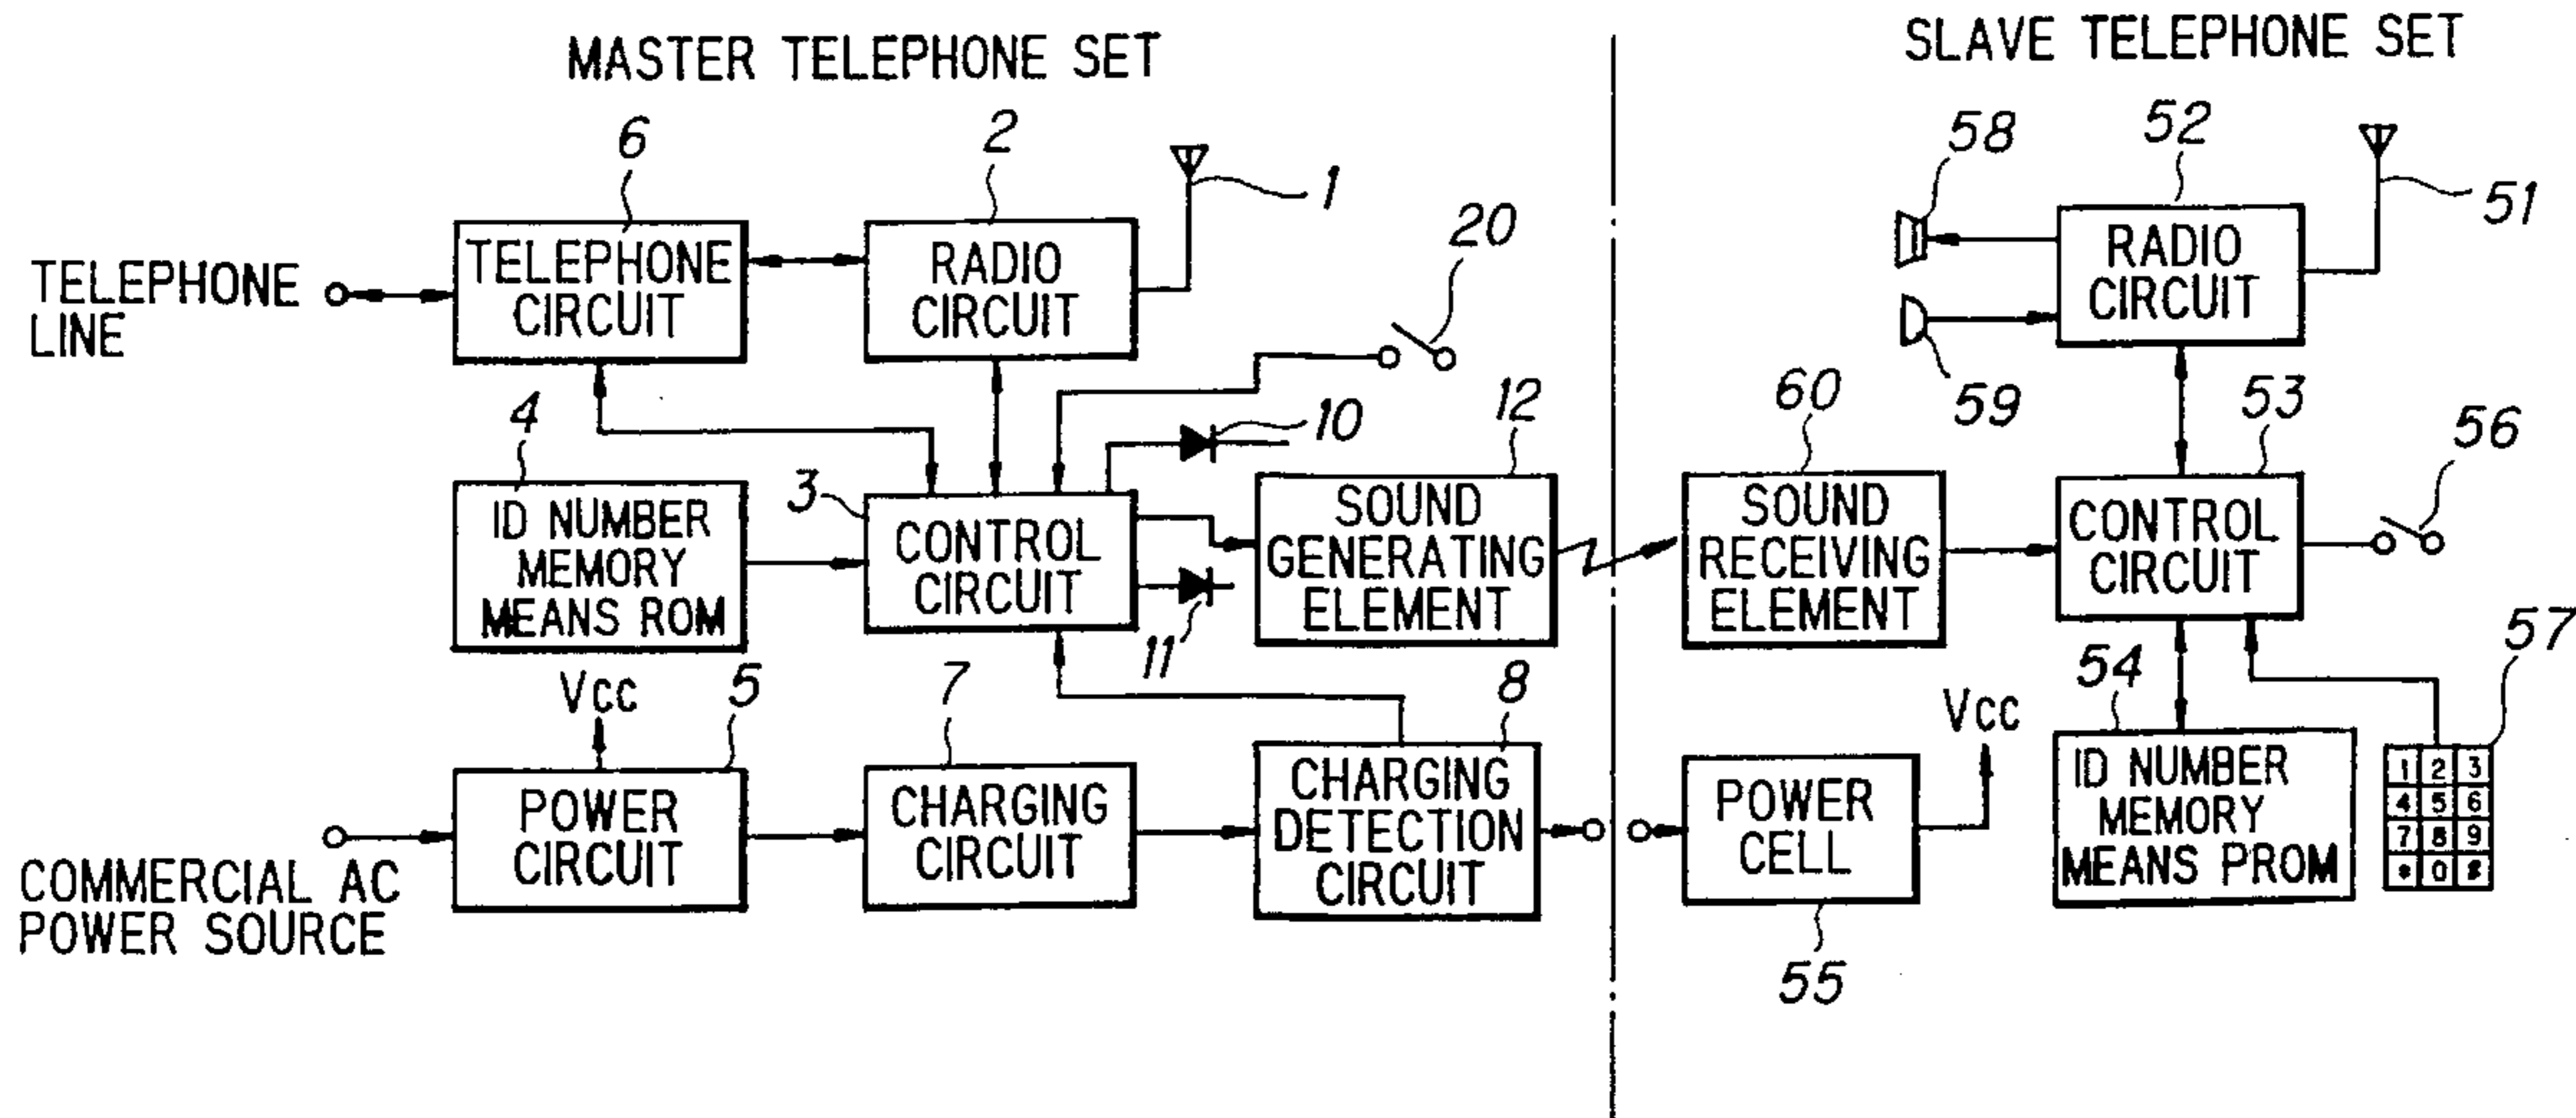 MASTER TELEPHONE SET
SLAVE TELEPHONE SET
6
2
1
20
58
52
51
TELEPHONE
LINE
TELEPHONE
CIRCUIT
RADIO
CIRCUIT
RADIO
CIRCUIT
59
4
3
10
12
60
53
56
ID NUMBER
MEMORY
MEANS ROM
CONTROL
CIRCUIT
11
SOUND
GENERATING
ELEMENT
SOUND
RECEIVING
ELEMENT
CONTROL
CIRCUIT
57
Vcc
5
7
8
Vcc
54
COMMERCIAL AC
POWER SOURCE
POWER
CIRCUIT
CHARGING
CIRCUIT
CHARGING
DETECTION
CIRCUIT
POWER
CELL
55
ID NUMBER
MEMORY
MEANS PROM
1 2 3
4 5 6
7 8 9
* 0 #